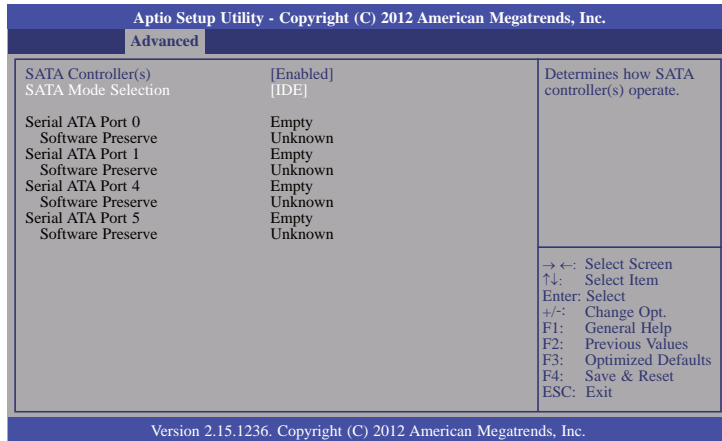 Aptio Setup Utility - Copyright (C) 2012 American Megatrends, Inc.
Advanced
SATA Controller(s) [Enabled]
SATA Mode Selection [IDE]
Serial ATA Port 0 Empty
Software Preserve Unknown
Serial ATA Port 1 Empty
Software Preserve Unknown
Serial ATA Port 4 Empty
Software Preserve Unknown
Serial ATA Port 5 Empty
Software Preserve Unknown
Determines how SATA
controller(s) operate.
→ ←: Select Screen
↑↓: Select Item
Enter: Select
+/-: Change Opt.
F1: General Help
F2: Previous Values
F3: Optimized Defaults
F4: Save & Reset
ESC: Exit
Version 2.15.1236. Copyright (C) 2012 American Megatrends, Inc.